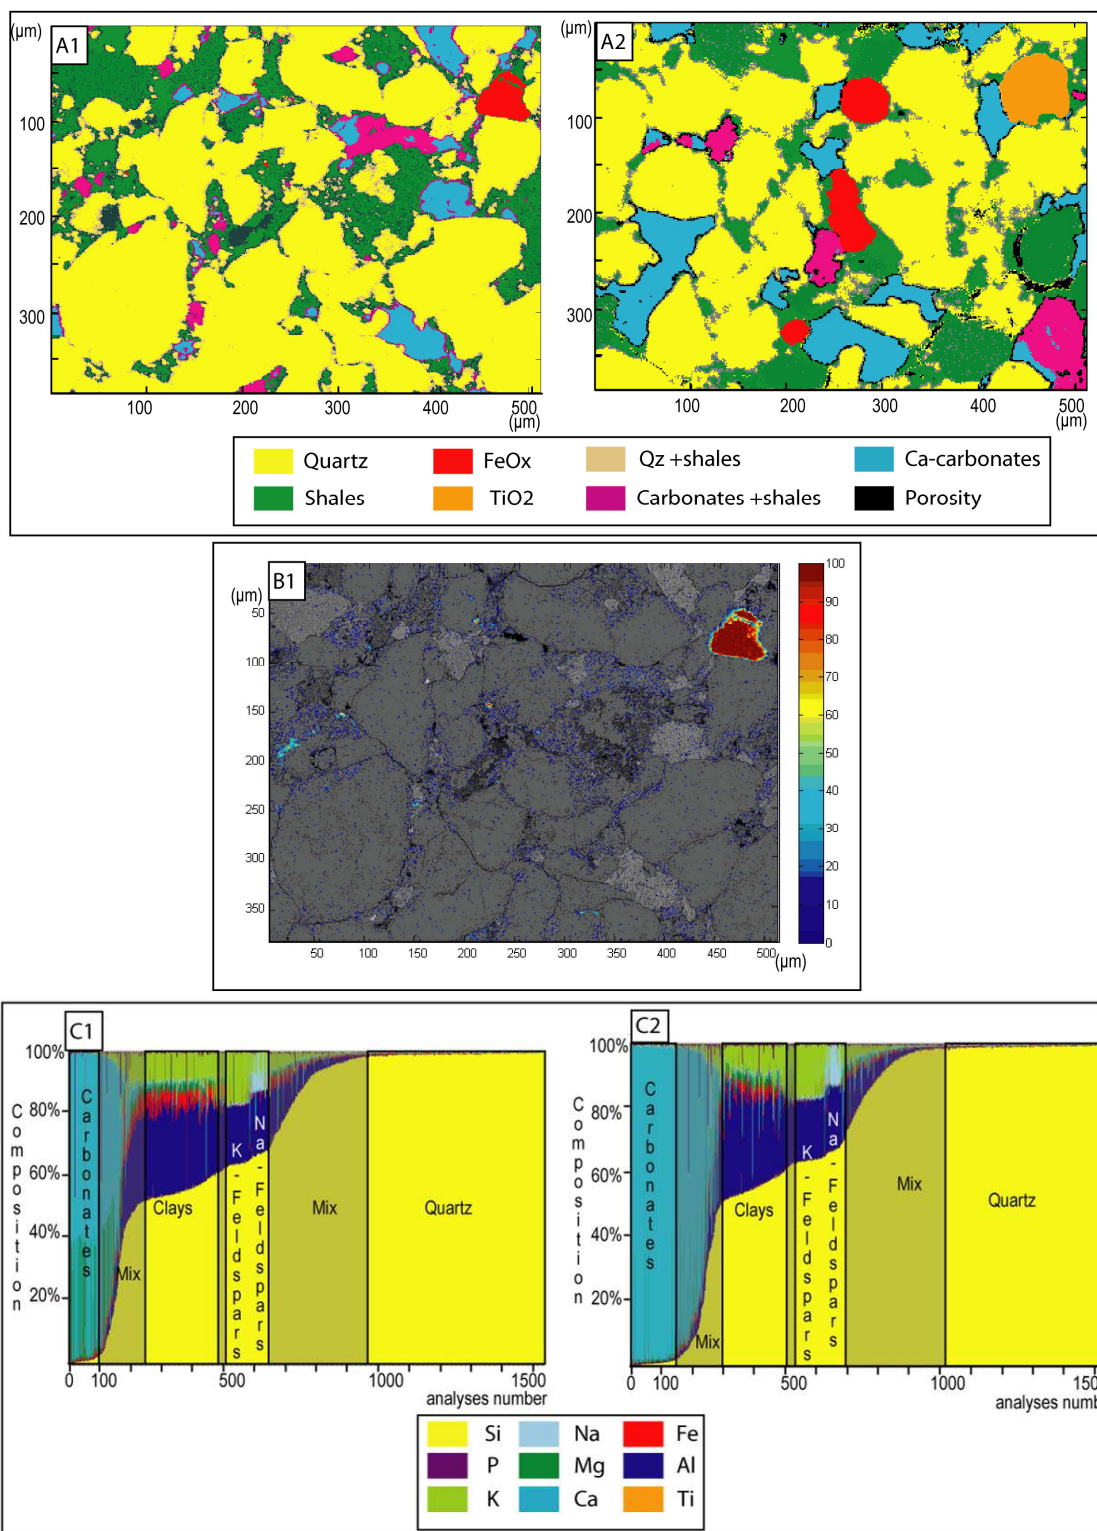 (μm)
A1
100
200
300
100
200
300
400
500
(μm)
(μm)
A2
100
200
300
100
200
300
400
500
(μm)
Quartz
FeOx
Qz +shales
Ca-carbonates
Shales
TiO2
Carbonates +shales
Porosity
B1
(μm)
50
100
150
200
250
300
350
50
100
150
200
250
300
350
400
450
500
(μm)
100
90
80
70
60
50
40
30
20
10
0
C1
100%
80%
60%
40%
20%
Composition
Carbonates
Mix
Clays
K-Feldspars
Na-Feldspars
Mix
Quartz
0
100
500
1000
1500
analyses number
C2
100%
80%
60%
40%
20%
Composition
Carbonates
Mix
Clays
K-Feldspars
Na-Feldspars
Mix
Quartz
0
100
500
1000
150
analyses numb
Si
Na
Fe
P
Mg
Al
K
Ca
Ti